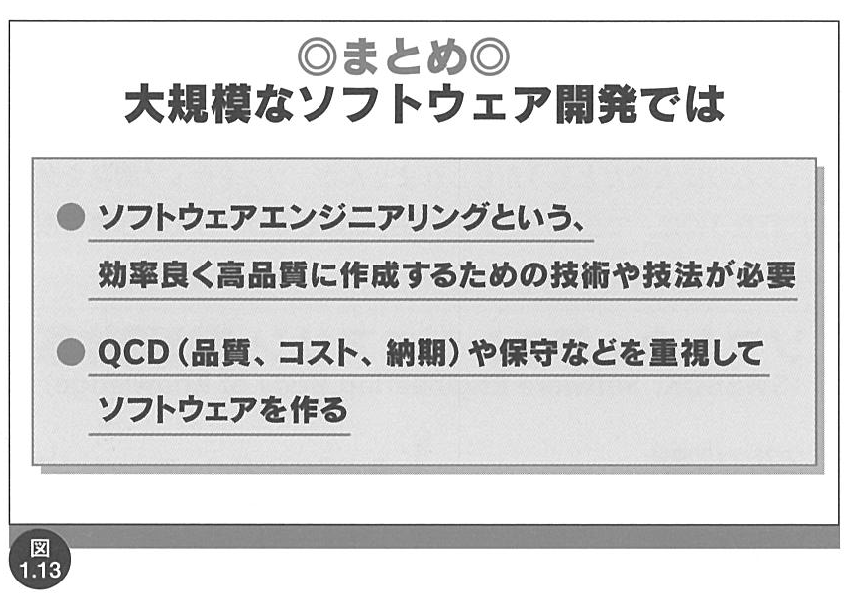 ◎まとめ◎
大規模なソフトウェア開発では
● ソフトウェアエンジニアリングという、
効率良く高品質に作成するための技術や技法が必要
● QCD（品質、コスト、納期）や保守などを重視して
ソフトウェアを作る
図
1.13